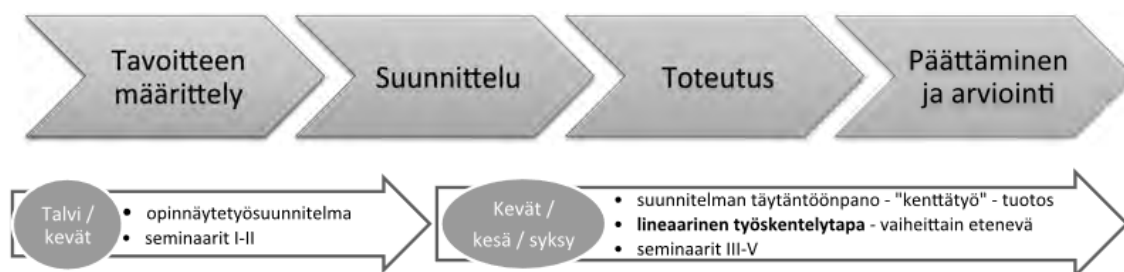 Tavoitteen
määrittely
Suunnittelu
Toteutus
Päättäminen
ja arviointi
Talvi /
kevät
• opinnäytetyösuunnitelma
• seminaarit I-II
Kevät /
kesä / syksy
• suunnitelman täytäntöönpano - "kenttätyö" - tuotos
• lineaarinen työskentelytapa - vaiheittain etenevä
• seminaarit III-V